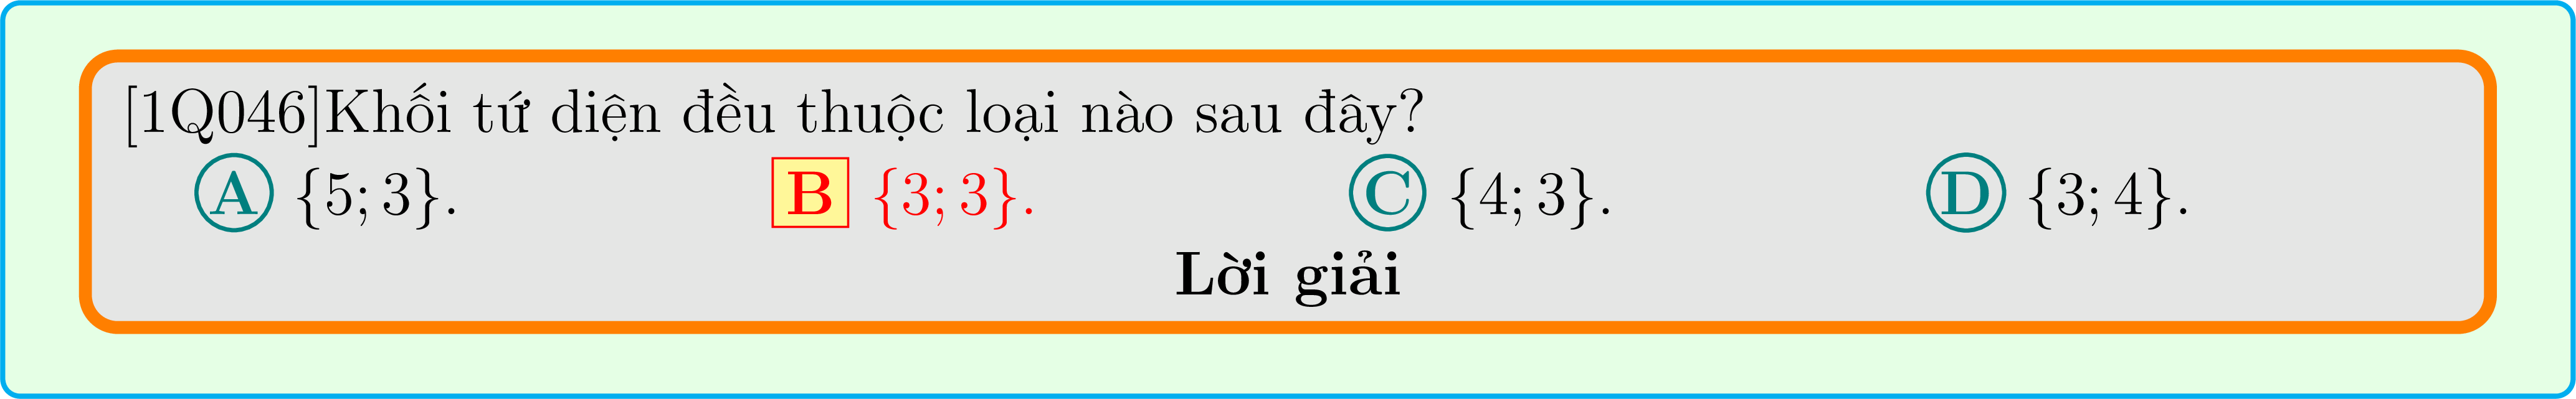 [1Q046]Khối tứ diện đều thuộc loại nào sau đây?
A {5; 3}. B {3; 3}. C {4; 3}. D {3; 4}.
Lời giải